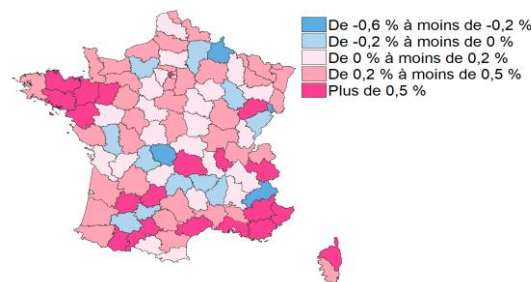 De -0,6 % à moins de -0,2 %
De -0,2 % à moins de 0 %
De 0 % à moins de 0,2 %
De 0,2 % à moins de 0,5 %
Plus de 0,5 %